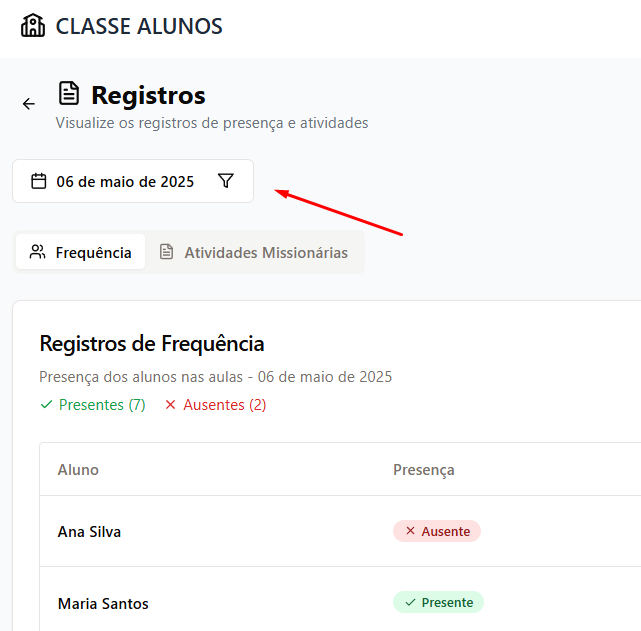 CLASSE ALUNOS
Registros
Visualize os registros de presença e atividades
06 de maio de 2025
Frequência Atividades Missionárias
Registros de Frequência
Presença dos alunos nas aulas - 06 de maio de 2025
Presentes (7) Ausentes (2)
Aluno Presença
Ana Silva Ausente
Maria Santos Presente